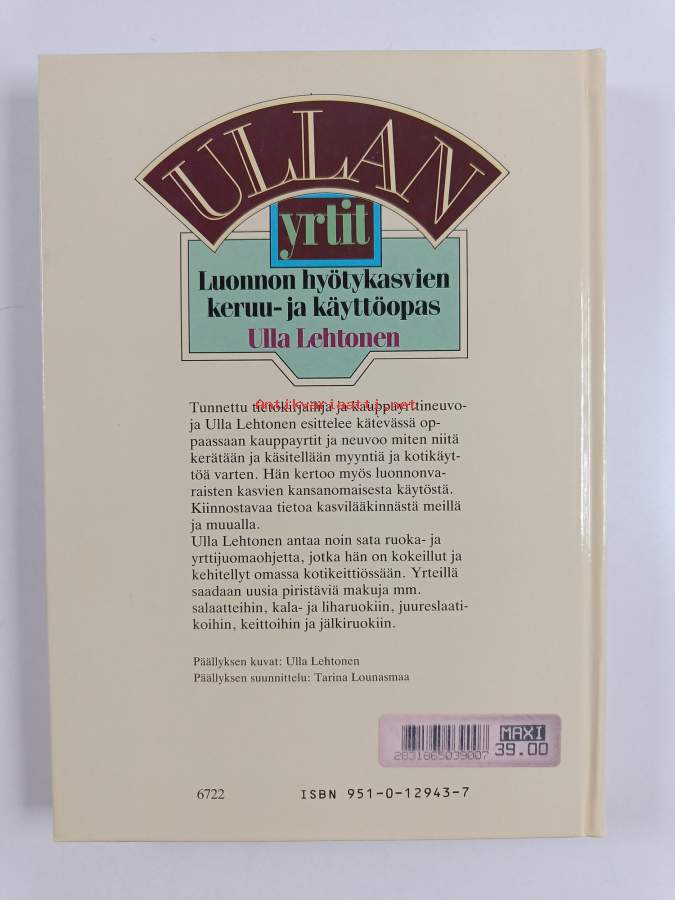 ULLAN
yrtit
Luonnon hyötykasvien
keruu- ja käyttöopas
Ulla Lehtonen
Antikvariaatti.net
Tunnettu tietokirjailija ja kauppayrttineuvo-
ja Ulla Lehtonen esittelee kätevässä op-
paassaan kauppayrtit ja neuvoo miten niitä
kerätään ja käsitellään myyntiä ja kotikäyt-
töä varten. Hän kertoo myös luonnonva-
raisten kasvien kansanomaisesta käytöstä.
Kiinnostavaa tietoa kasvilääkinnästä meillä
ja muualla.
Ulla Lehtonen antaa noin sata ruoka- ja
yrttijuomaohjetta, jotka hän on kokeillut ja
kehitellyt omassa kotikeittiössään. Yrteillä
saadaan uusia piristäviä makuja mm.
salaatteihin, kala- ja liharuokiin, juureslaati-
koihin, keittoihin ja jälkiruokiin.
Päällyksen kuvat: Ulla Lehtonen
Päällyksen suunnittelu: Tarina Lounasmaa
MAXI
39.00
2831865039007
6722
ISBN 951-0-12943-7